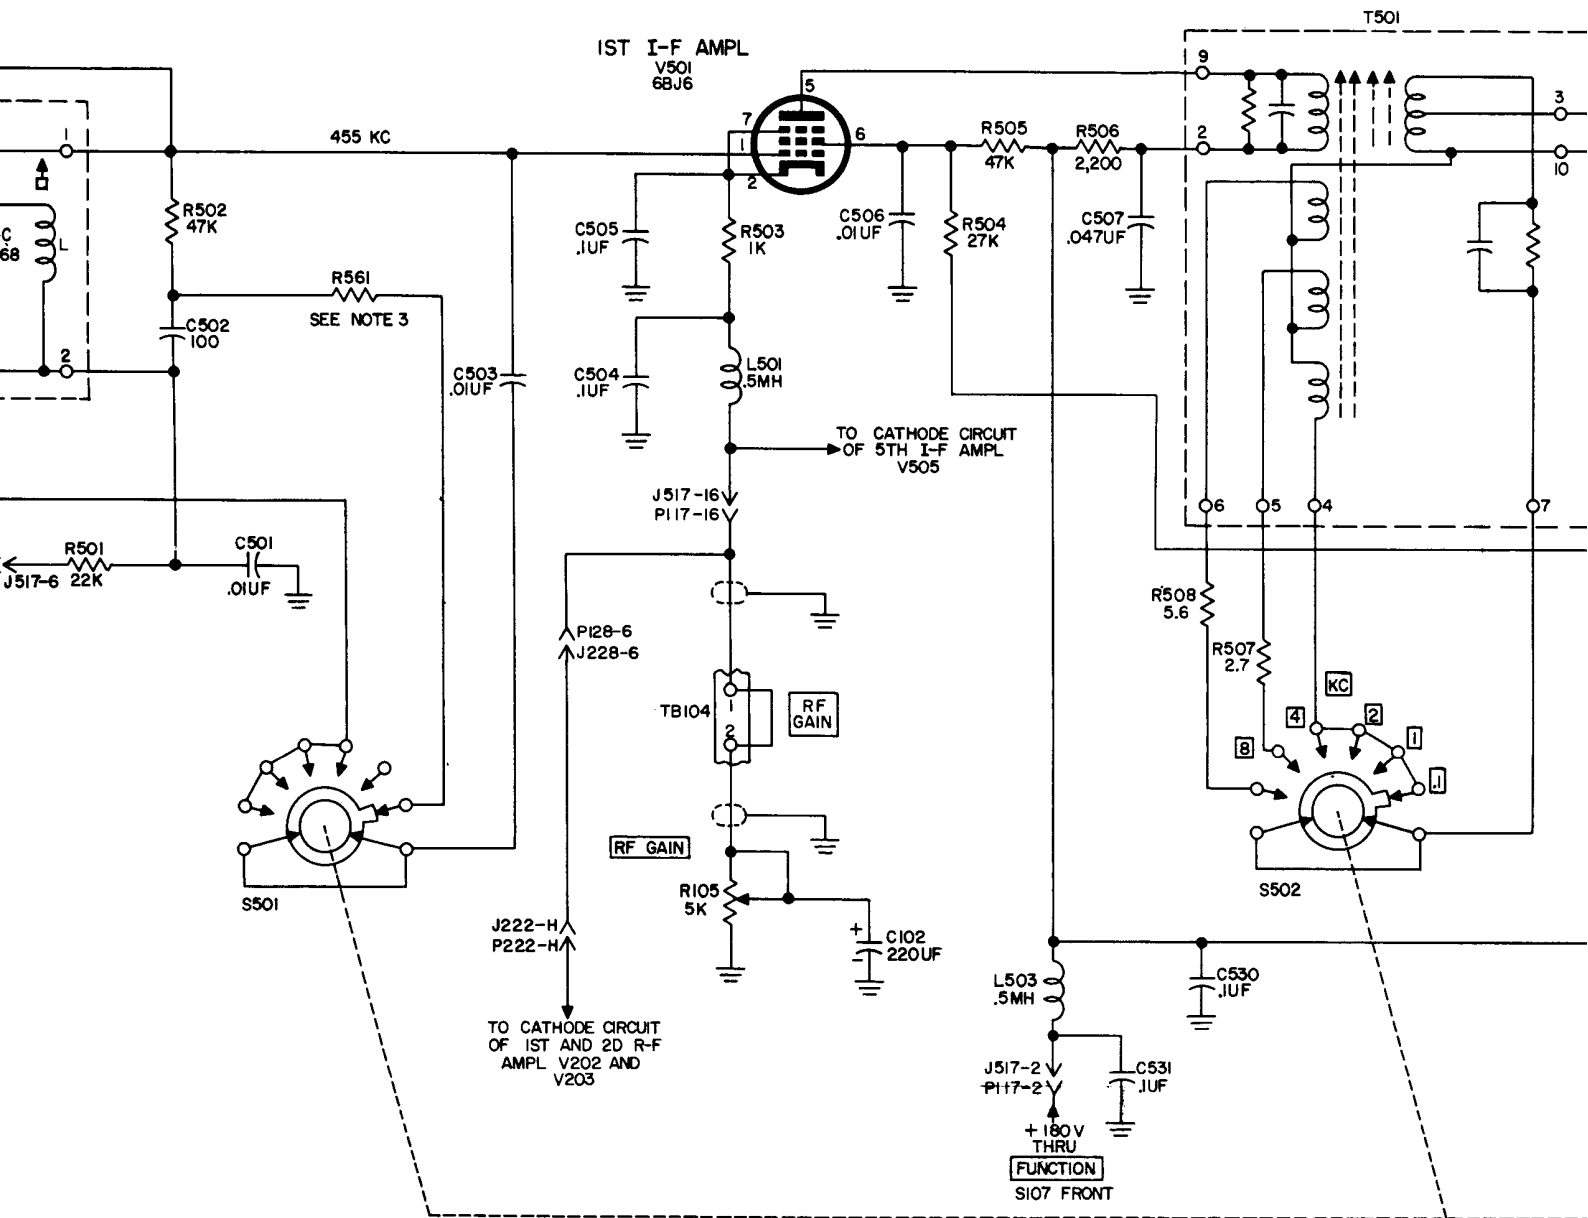 T501
1ST I-F AMPL
V501
6BJ6
9
5
7
1
6
2
455 KC
1
R505
47K
R506
2,200
2
3
10
R502
47K
C
68
L
C505
.1UF
R503
1K
C506
.01UF
R504
27K
C507
.047UF
R561
SEE NOTE 3
C502
100
2
C503
.01UF
C504
.1UF
L501
.5MH
TO CATHODE CIRCUIT
OF 5TH I-F AMPL
V505
J517-16
P117-16
6
5
4
7
R501
22K
J517-6
C501
.01UF
P128-6
J228-6
R508
5.6
R507
2.7
TB104
1
2
RF
GAIN
KC
8
4
2
1
.1
RF GAIN
R105
5K
S501
S502
J222-H
P222-H
+
-
C102
220UF
L503
.5MH
C530
.1UF
TO CATHODE CIRCUIT
OF 1ST AND 2D R-F
AMPL V202 AND
V203
J517-2
P117-2
C531
.1UF
+180V
THRU
FUNCTION
S107 FRONT